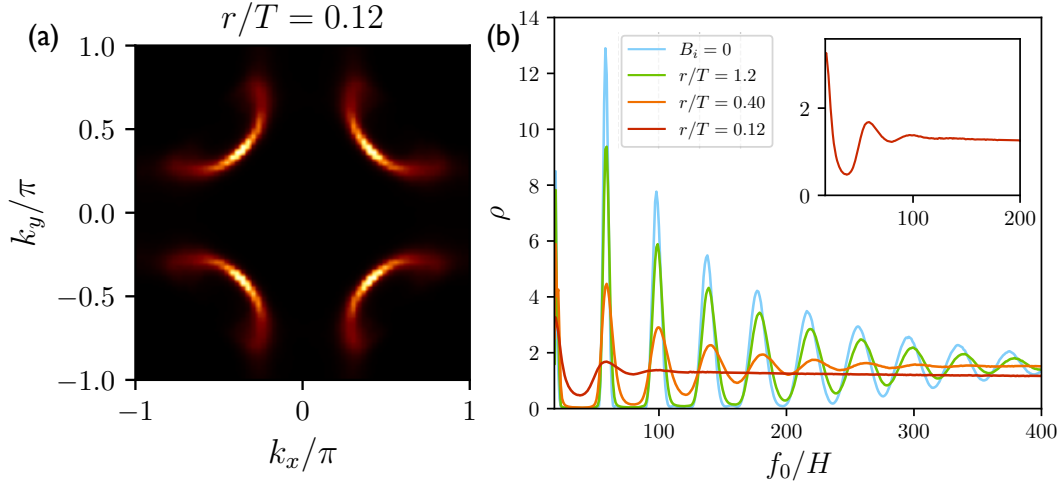 (a)
r/T = 0.12
1.0
0.5
0.0
−0.5
−1.0
k_y/π
−1
0
1
k_x/π
(b)
14
12
10
8
6
4
2
0
ρ
B_i = 0
r/T = 1.2
r/T = 0.40
r/T = 0.12
2
0
100
200
100
200
300
400
f_0/H